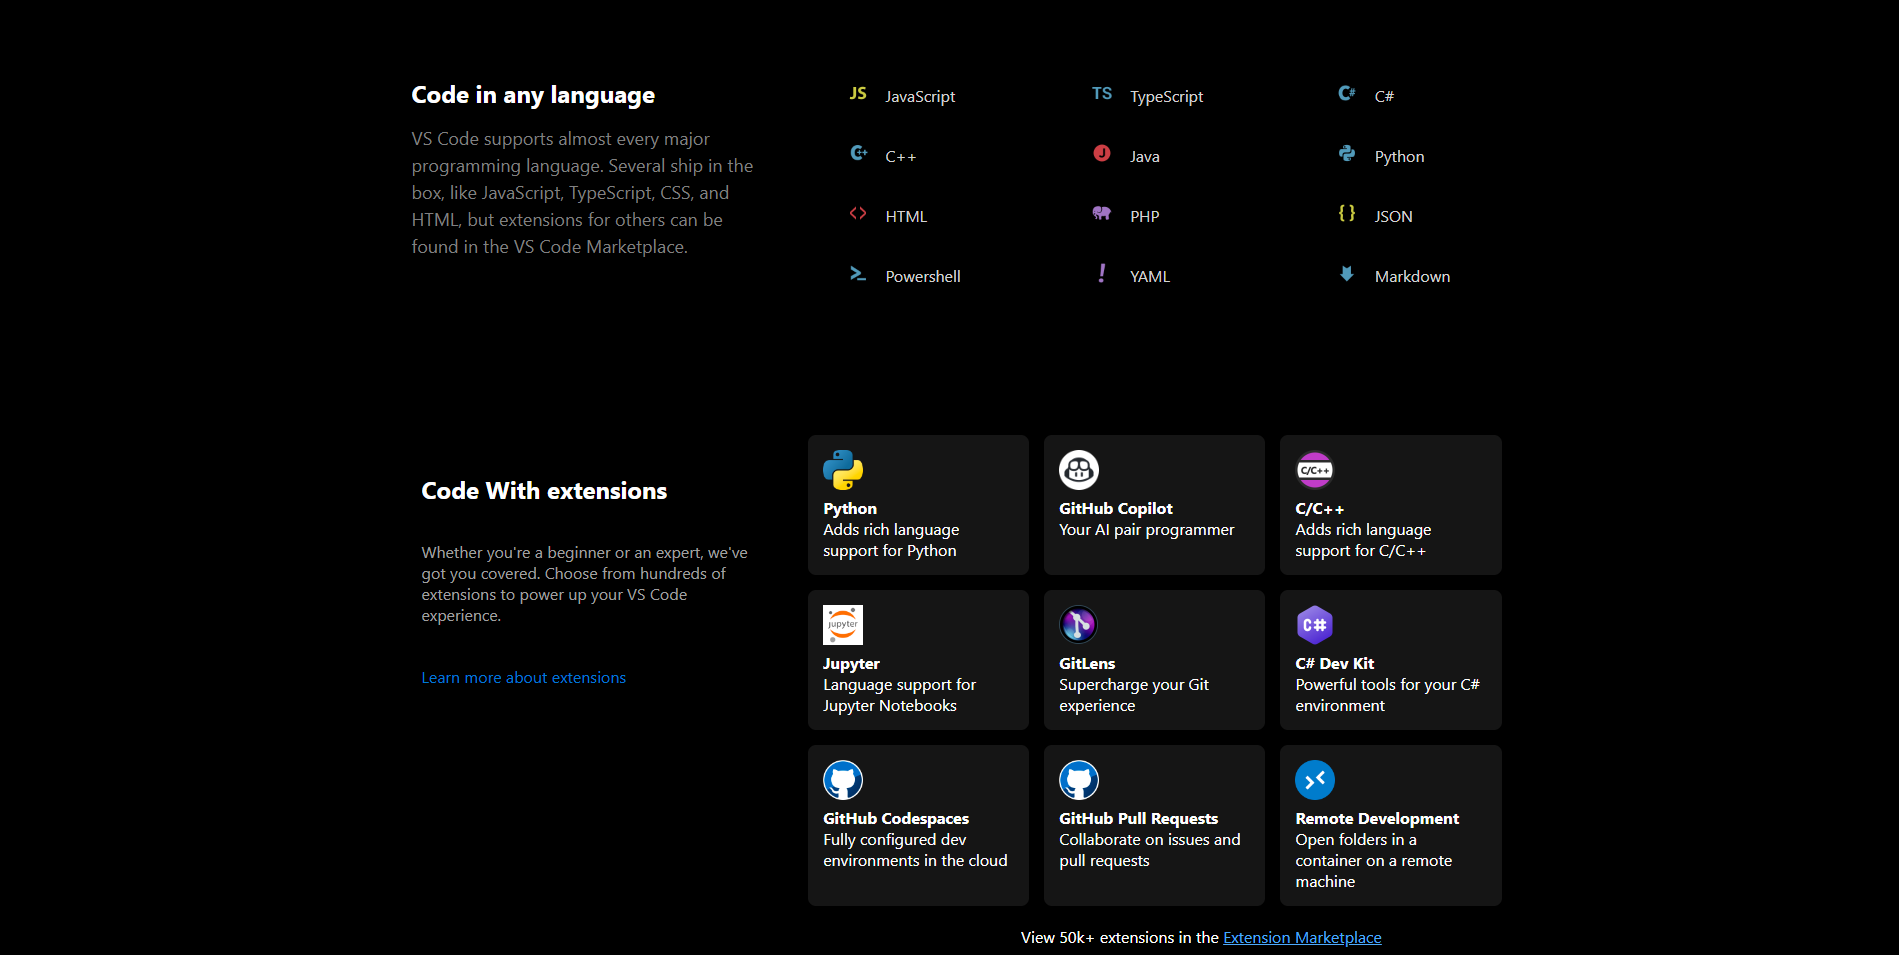 Code in any language
VS Code supports almost every major
programming language. Several ship in the
box, like JavaScript, TypeScript, CSS, and
HTML, but extensions for others can be
found in the VS Code Marketplace.
JS JavaScript
TS TypeScript
C# C#
C++ C++
J Java
Python
<> HTML
PHP
{} JSON
>_ Powershell
! YAML
Markdown
Code With extensions
Whether you're a beginner or an expert, we've
got you covered. Choose from hundreds of
extensions to power up your VS Code
experience.
Learn more about extensions
Python
Adds rich language
support for Python
GitHub Copilot
Your AI pair programmer
C/C++
C/C++
Adds rich language
support for C/C++
jupyter
Jupyter
Language support for
Jupyter Notebooks
GitLens
Supercharge your Git
experience
C#
C# Dev Kit
Powerful tools for your C#
environment
GitHub Codespaces
Fully configured dev
environments in the cloud
GitHub Pull Requests
Collaborate on issues and
pull requests
Remote Development
Open folders in a
container on a remote
machine
View 50k+ extensions in the Extension Marketplace